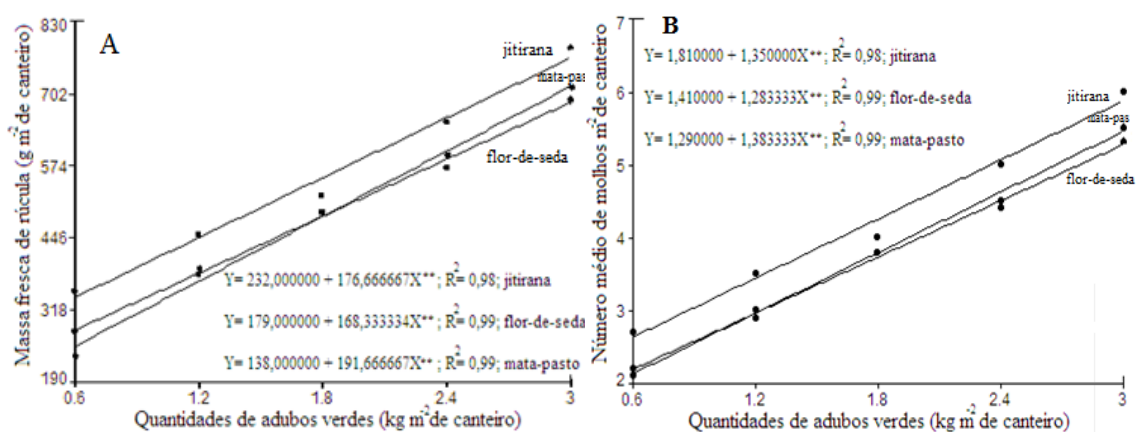 A
Massa fresca de rúcula (g m-2 de canteiro)
830
702
574
445
318
190
jitirana
mata-pas
flor-de-seda
Y= 232,000000 + 176,666667X**; R2= 0,98; jitirana
Y= 179,000000 + 168,333334X**; R2= 0,99; flor-de-seda
Y= 138,000000 + 191,666667X**; R2= 0,99; mata-pasto
0.6 1.2 1.8 2.4 3
Quantidades de adubos verdes (kg m-2 de canteiro)
B
Número médio de molhos m-2 de canteiro
7
6
5
4
3
2
Y= 1,810000 + 1,350000X**; R2= 0,98; jitirana
Y= 1,410000 + 1,283333X**; R2= 0,99; flor-de-seda
Y= 1,290000 + 1,383333X**; R2= 0,99; mata-pasto
jitirana
mata-pas
flor-de-seda
0.6 1.2 1.8 2.4 3
Quantidades de adubos verdes (kg m-2 de canteiro)